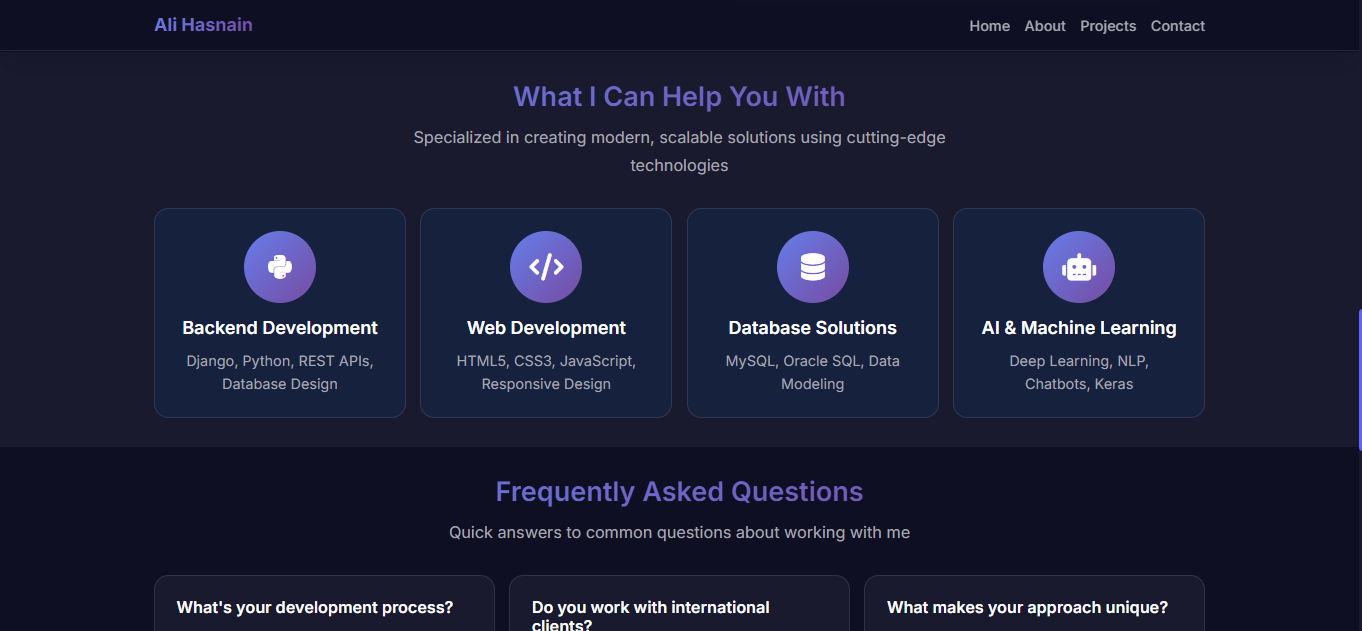 Ali Hasnain
Home About Projects Contact
What I Can Help You With
Specialized in creating modern, scalable solutions using cutting-edge
technologies
Backend Development
Django, Python, REST APIs,
Database Design
Web Development
HTML5, CSS3, JavaScript,
Responsive Design
Database Solutions
MySQL, Oracle SQL, Data
Modeling
AI & Machine Learning
Deep Learning, NLP,
Chatbots, Keras
Frequently Asked Questions
Quick answers to common questions about working with me
What's your development process?
Do you work with international
clients?
What makes your approach unique?